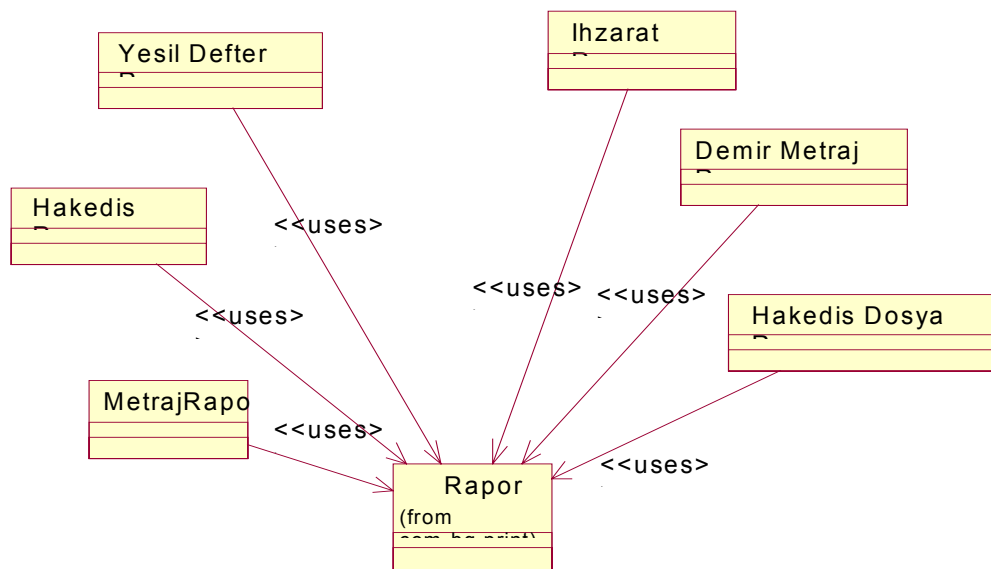 Yesil Defter
Ihzarat
Demir Metraj
Hakedis
<<uses>
<<uses>
<<uses>
<<uses>
Hakedis Dosya
MetrajRapo
<<uses>
<<uses>
Rapor
(from